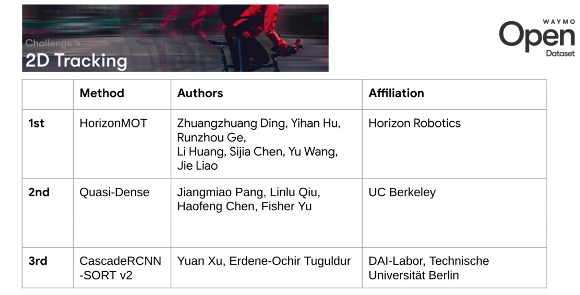 Challenge 4
2D Tracking
WAYMO
Open
Dataset
Method Authors Affiliation
1st HorizonMOT Zhuangzhuang Ding, Yihan Hu, Horizon Robotics
Runzhou Ge,
Li Huang, Sijia Chen, Yu Wang,
Jie Liao
2nd Quasi-Dense Jiangmiao Pang, Linlu Qiu, UC Berkeley
Haofeng Chen, Fisher Yu
3rd CascadeRCNN Yuan Xu, Erdene-Ochir Tuguldur DAI-Labor, Technische
-SORT v2 Universität Berlin